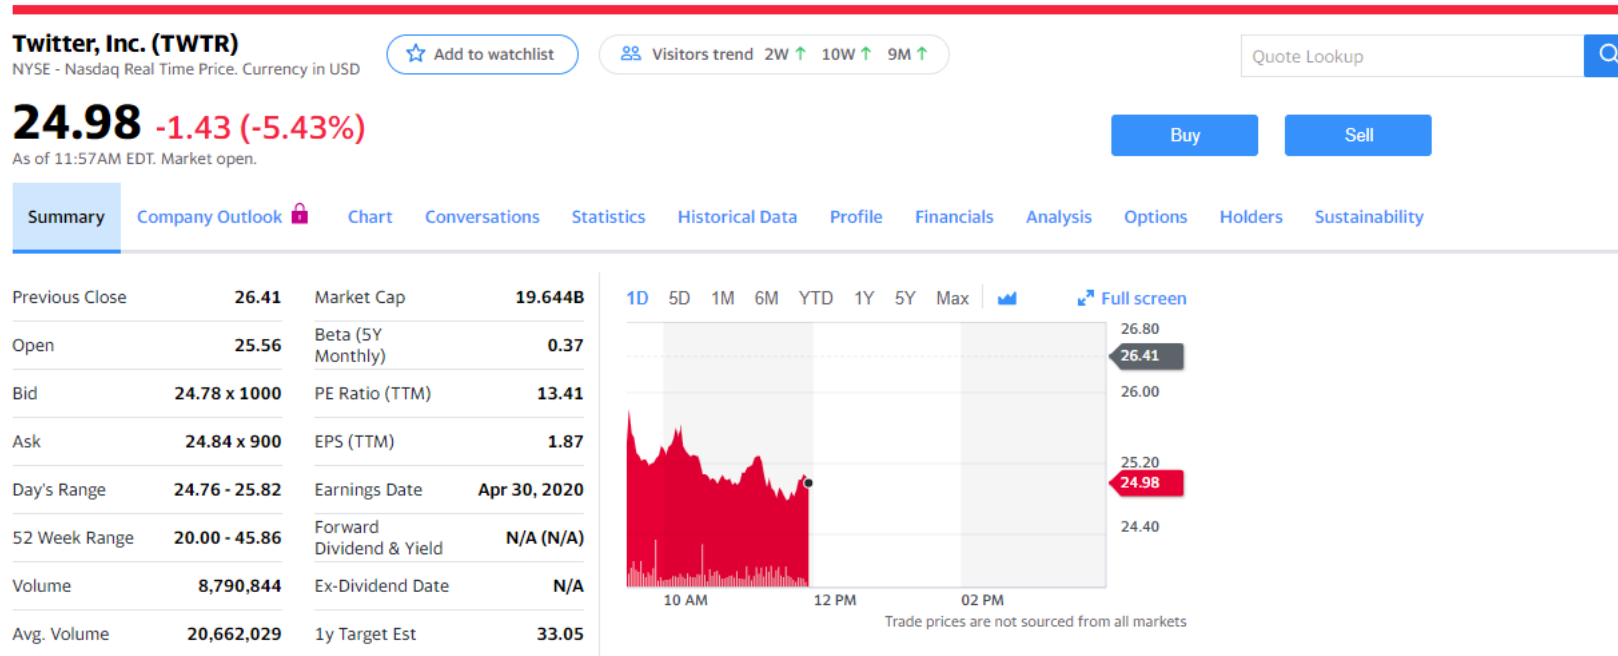 Twitter, Inc. (TWTR)
NYSE - Nasdaq Real Time Price. Currency in USD
Add to watchlist
Visitors trend 2W ↑ 10W ↑ 9M ↑
Quote Lookup
24.98 -1.43 (-5.43%)
As of 11:57AM EDT. Market open.
Buy
Sell
Summary Company Outlook Chart Conversations Statistics Historical Data Profile Financials Analysis Options Holders Sustainability
Previous Close 26.41
Open 25.56
Bid 24.78 x 1000
Ask 24.84 x 900
Day's Range 24.76 - 25.82
52 Week Range 20.00 - 45.86
Volume 8,790,844
Avg. Volume 20,662,029
Market Cap 19.644B
Beta (5Y
Monthly) 0.37
PE Ratio (TTM) 13.41
EPS (TTM) 1.87
Earnings Date Apr 30, 2020
Forward
Dividend & Yield N/A (N/A)
Ex-Dividend Date N/A
1y Target Est 33.05
1D 5D 1M 6M YTD 1Y 5Y Max
Full screen
26.80
26.41
26.00
25.20
24.98
24.40
10 AM 12 PM 02 PM
Trade prices are not sourced from all markets